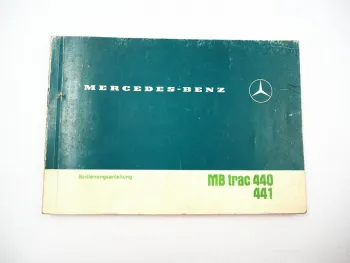 MERCEDES-BENZ
Bedienungsanleitung
MB trac 440
441